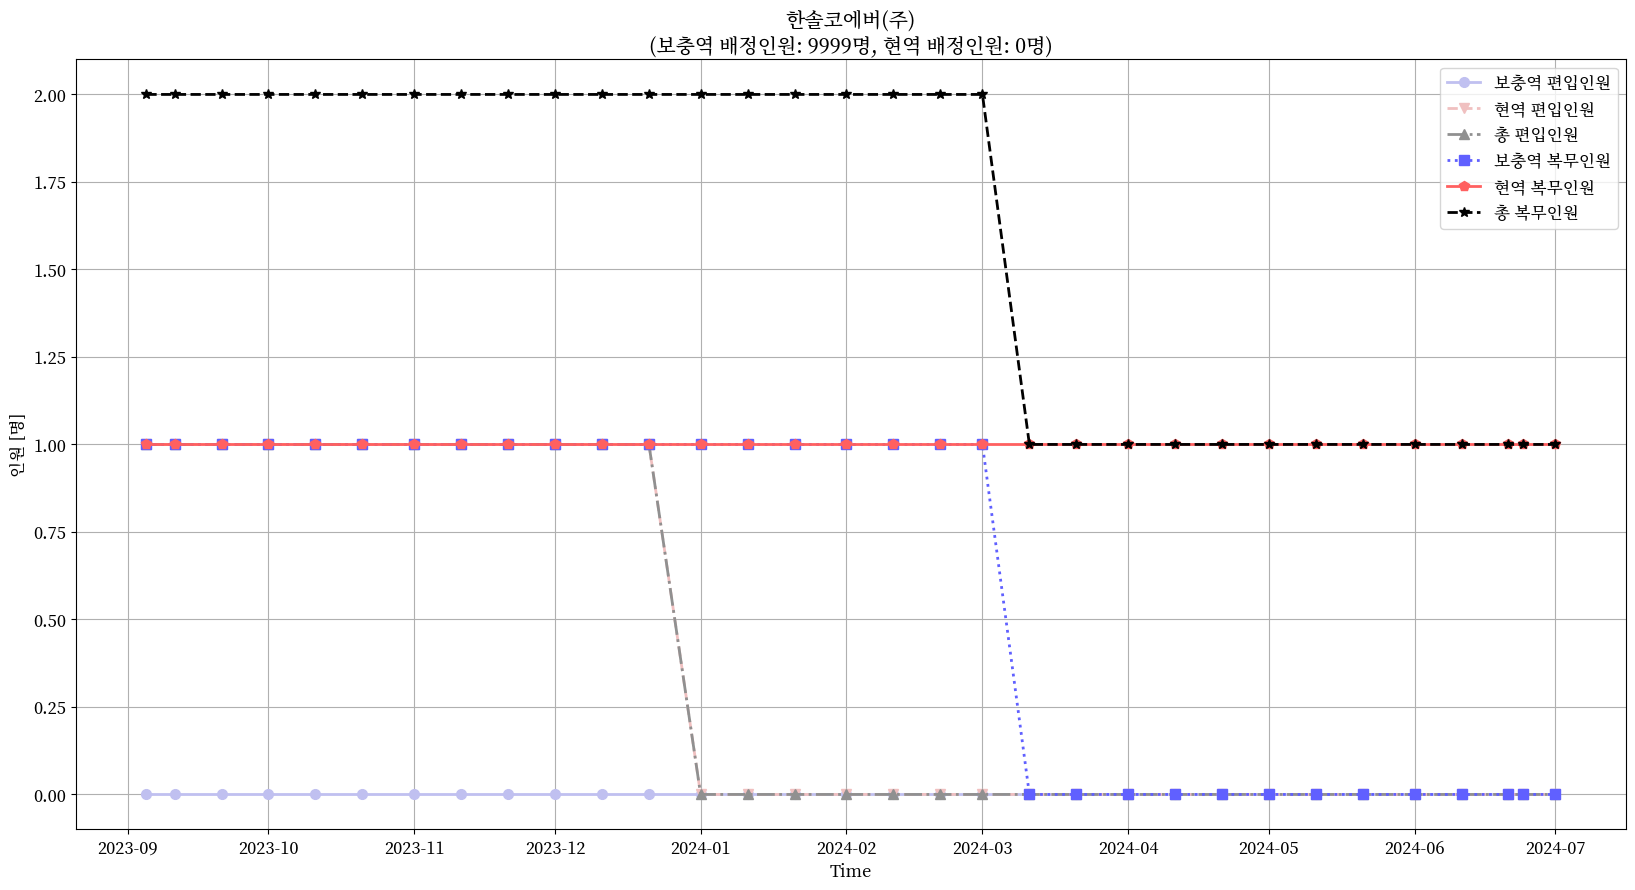 한솔코에버(주)
(보충역 배정인원: 9999명, 현역 배정인원: 0명)
보충역 편입인원
현역 편입인원
총 편입인원
보충역 복무인원
현역 복무인원
총 복무인원
인원 [명]
2.00
1.75
1.50
1.25
1.00
0.75
0.50
0.25
0.00
2023-09 2023-10 2023-11 2023-12 2024-01 2024-02 2024-03 2024-04 2024-05 2024-06 2024-07
Time